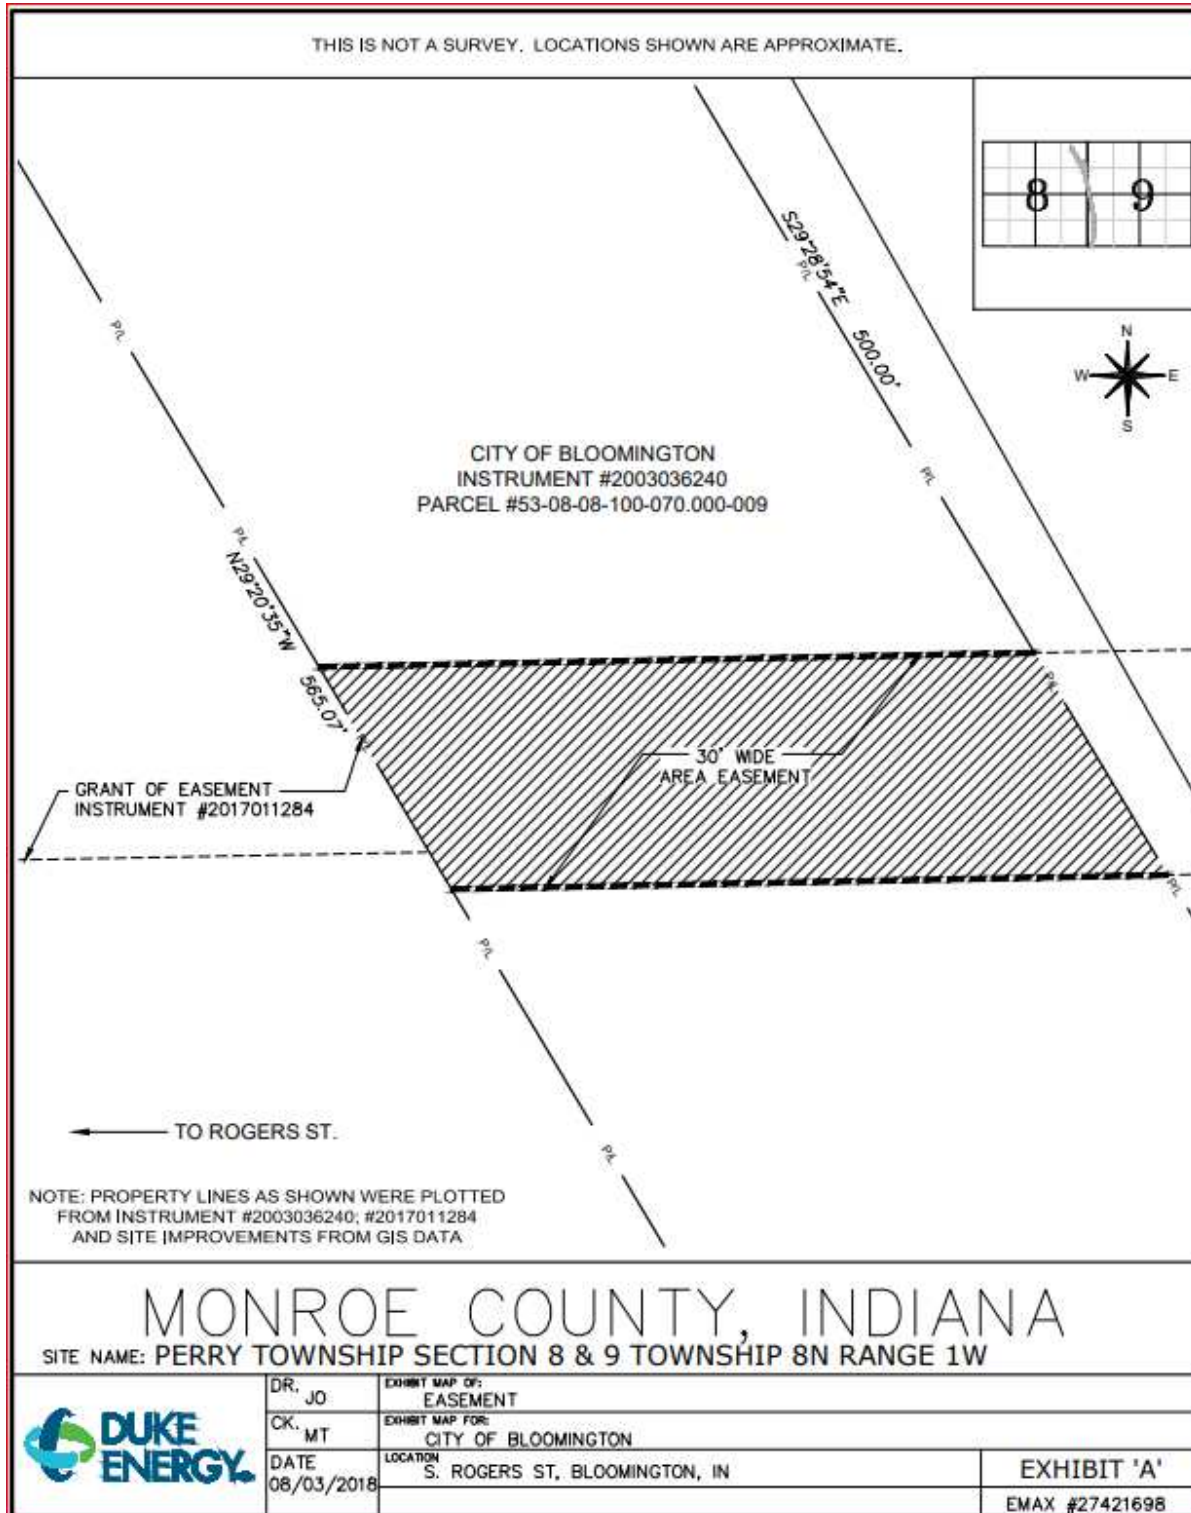 THIS IS NOT A SURVEY. LOCATIONS SHOWN ARE APPROXIMATE.
8
9
S29°28'54"E 500.00'
P/L
P/L
P/L
N
W
E
S
CITY OF BLOOMINGTON
INSTRUMENT #2003036240
PARCEL #53-08-08-100-070.000-009
P/L
N29°20'35"W
565.07'
P/L
P/L
30' WIDE
AREA EASEMENT
GRANT OF EASEMENT
INSTRUMENT #2017011284
P/L
P/L
P/L
TO ROGERS ST.
NOTE: PROPERTY LINES AS SHOWN WERE PLOTTED
FROM INSTRUMENT #2003036240; #2017011284
AND SITE IMPROVEMENTS FROM GIS DATA
MONROE COUNTY, INDIANA
SITE NAME: PERRY TOWNSHIP SECTION 8 & 9 TOWNSHIP 8N RANGE 1W
DUKE
ENERGY
DR. JO
EXHIBIT MAP OF:
EASEMENT
CK. MT
EXHIBIT MAP FOR:
CITY OF BLOOMINGTON
DATE
08/03/2018
LOCATION
S. ROGERS ST, BLOOMINGTON, IN
EXHIBIT 'A'
EMAX #27421698